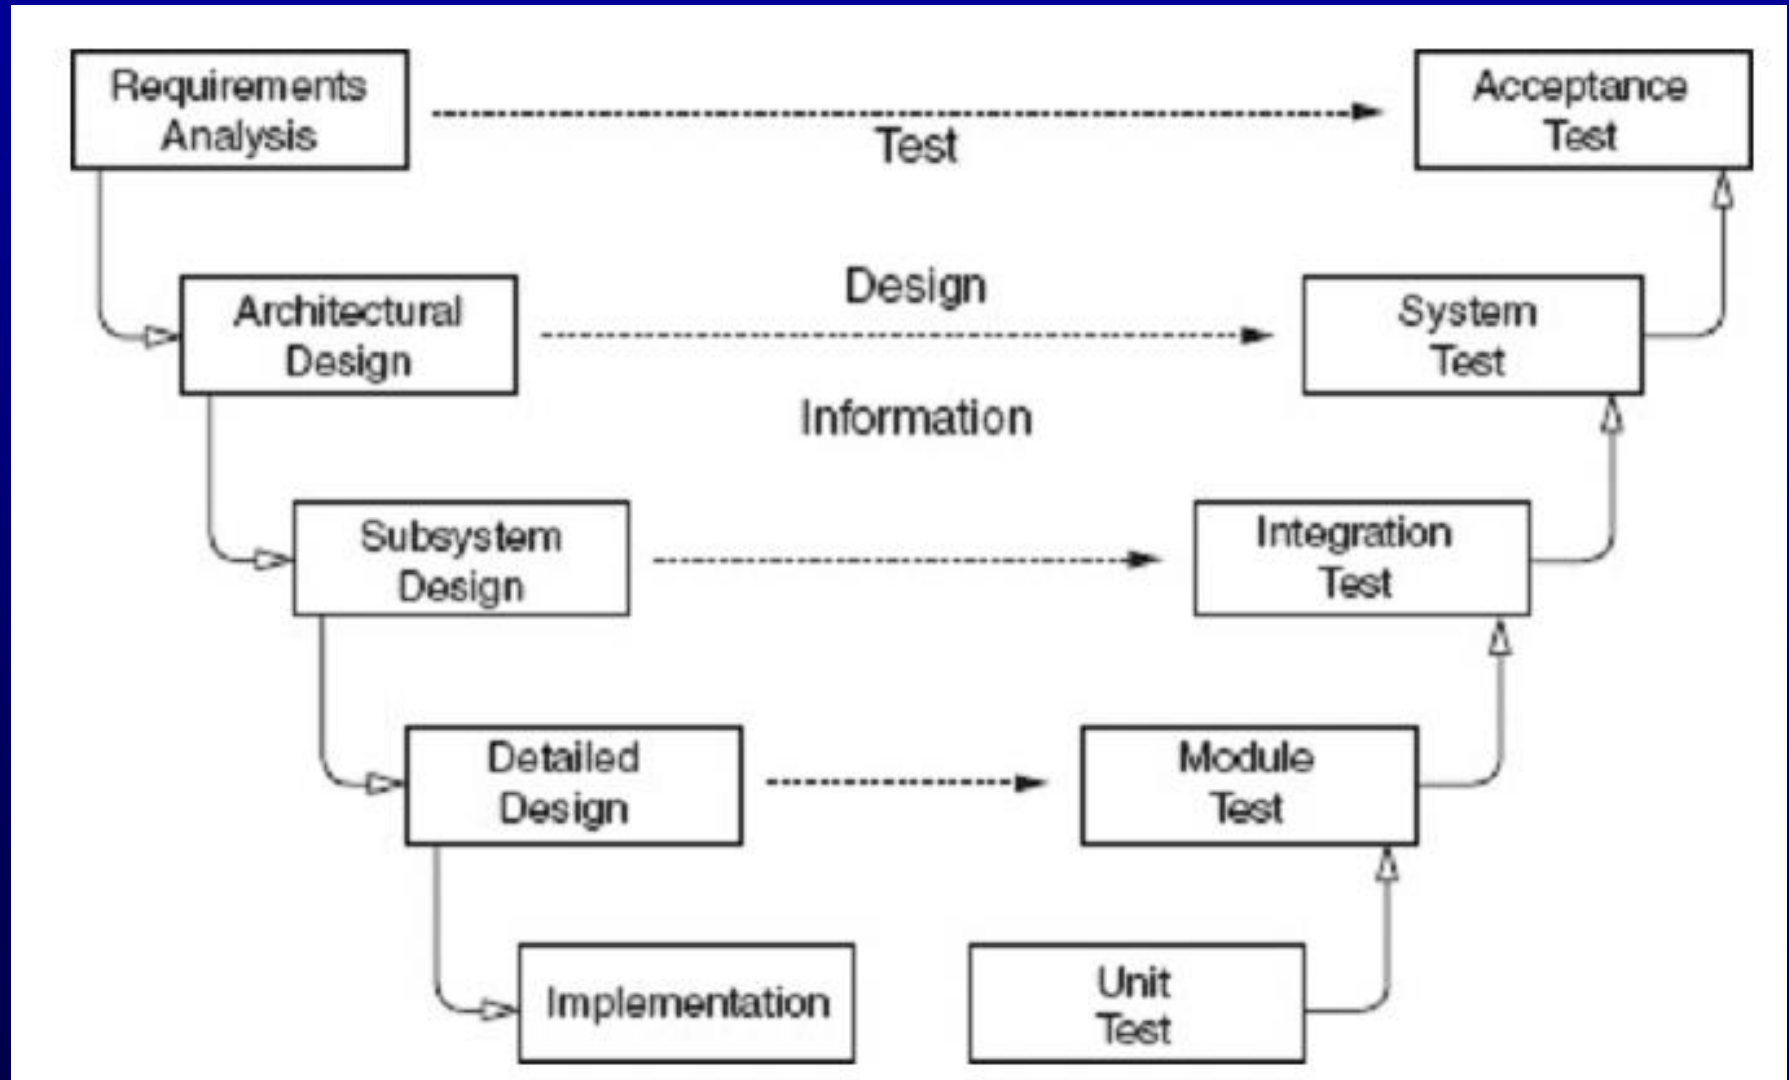 Requirements
Analysis
Acceptance
Test
Test
Design
Information
Architectural
Design
System
Test
Subsystem
Design
Integration
Test
Detailed
Design
Module
Test
Implementation
Unit
Test